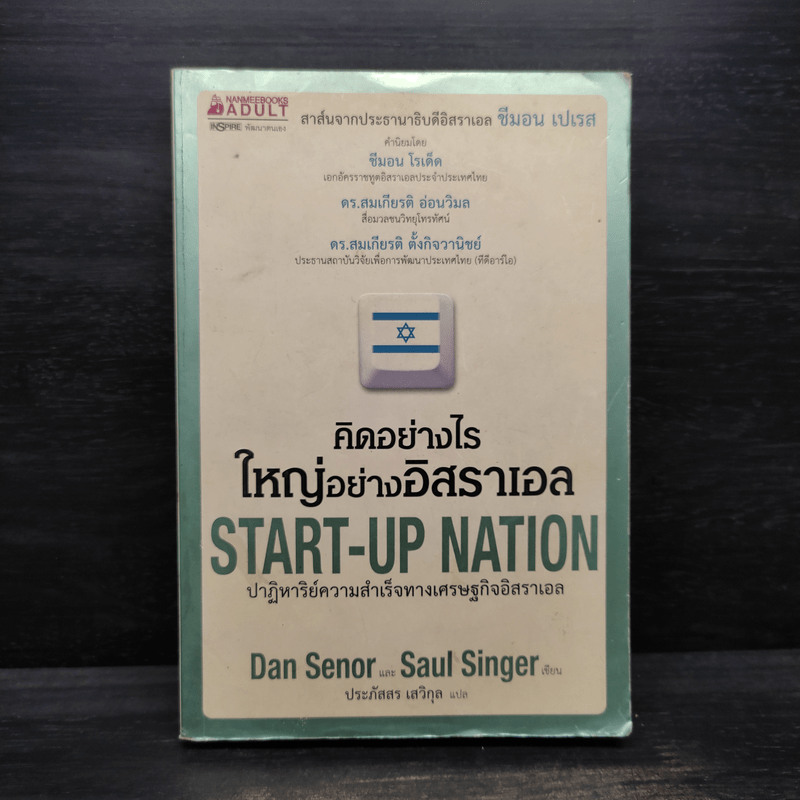 NANMEEBOOKS
ADULT
INSPIRE พัฒนาตนเอง
สาส์นจากประธานาธิบดีอิสราเอล ชีมอน เปเรส
คำนิยมโดย
ชีมอน โรเด็ด
เอกอัครราชทูตอิสราเอลประจำประเทศไทย
ดร.สมเกียรติ อ่อนวิมล
สื่อมวลชนวิทยุโทรทัศน์
ดร.สมเกียรติ ตั้งกิจวานิชย์
ประธานสถาบันวิจัยเพื่อการพัฒนาประเทศไทย (ทีดีอาร์ไอ)
คิดอย่างไร
ใหญ่อย่างอิสราเอล
START-UP NATION
ปาฏิหาริย์ความสำเร็จทางเศรษฐกิจอิสราเอล
Dan Senor และ Saul Singer เขียน
ประภัสสร เสวิกุล แปล